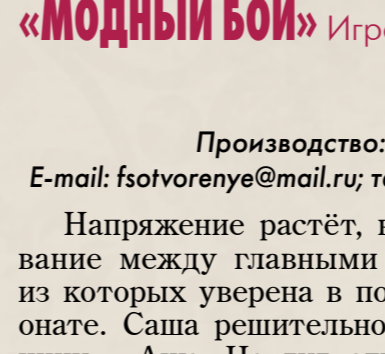 «МОДНЫЙ БОЙ» Игр
Производство:
E-mail: fsotvorenye@mail.ru; т
Напряжение растёт,
вание между главными
из которых уверена в по
онате. Саша решительно